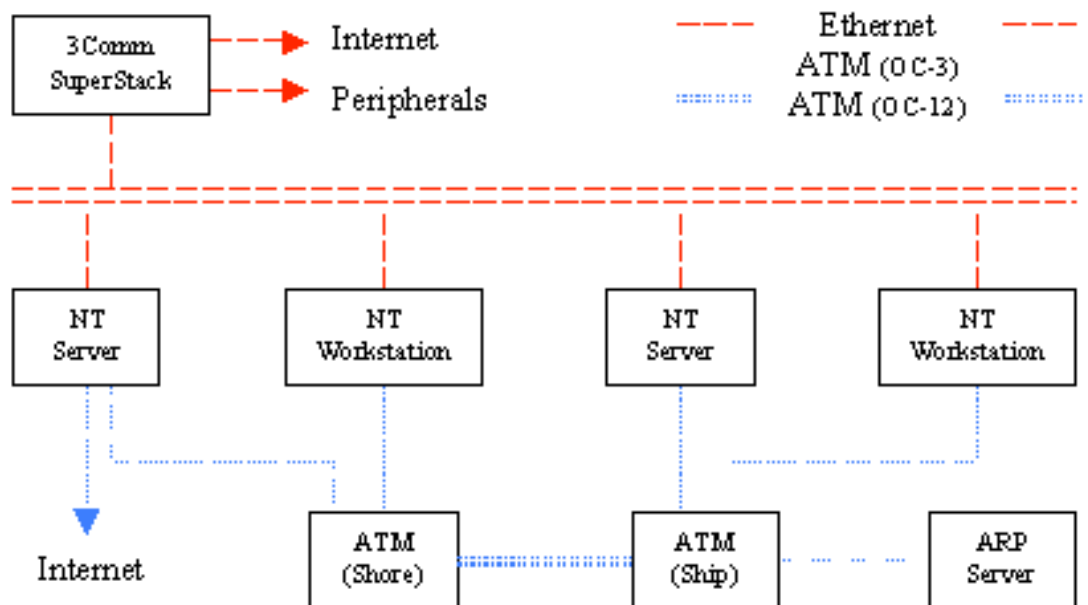 3Comm
SuperStack
Internet
Peripherals
Ethernet
ATM (OC-3)
ATM (OC-12)
NT
Server
NT
Workstation
NT
Server
NT
Workstation
Internet
ATM
(Shore)
ATM
(Ship)
ARP
Server